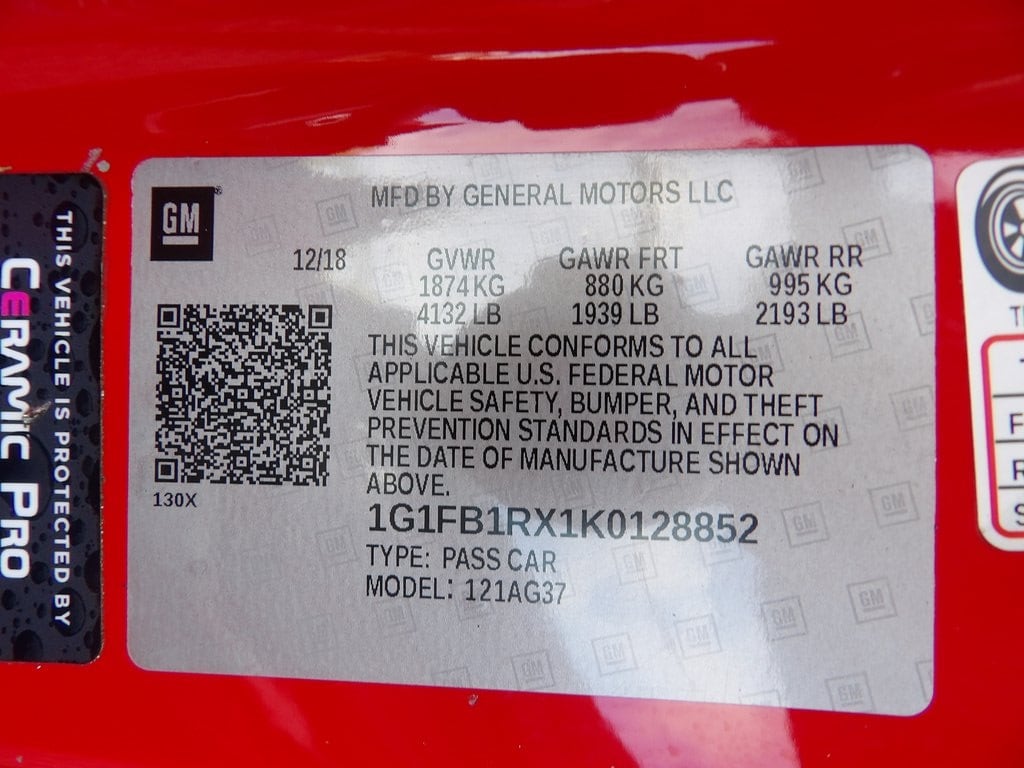 THIS VEHICLE IS PROTECTED BY
CERAMIC PRO
GM
MFD BY GENERAL MOTORS LLC
12/18 GVWR GAWR FRT GAWR RR
1874KG 880 KG 995 KG
4132 LB 1939 LB 2193 LB
THIS VEHICLE CONFORMS TO ALL
APPLICABLE U.S. FEDERAL MOTOR
VEHICLE SAFETY, BUMPER, AND THEFT
PREVENTION STANDARDS IN EFFECT ON
THE DATE OF MANUFACTURE SHOWN
ABOVE.
130X
1G1FB1RX1K0128852
TYPE: PASS CAR
MODEL: 121AG37